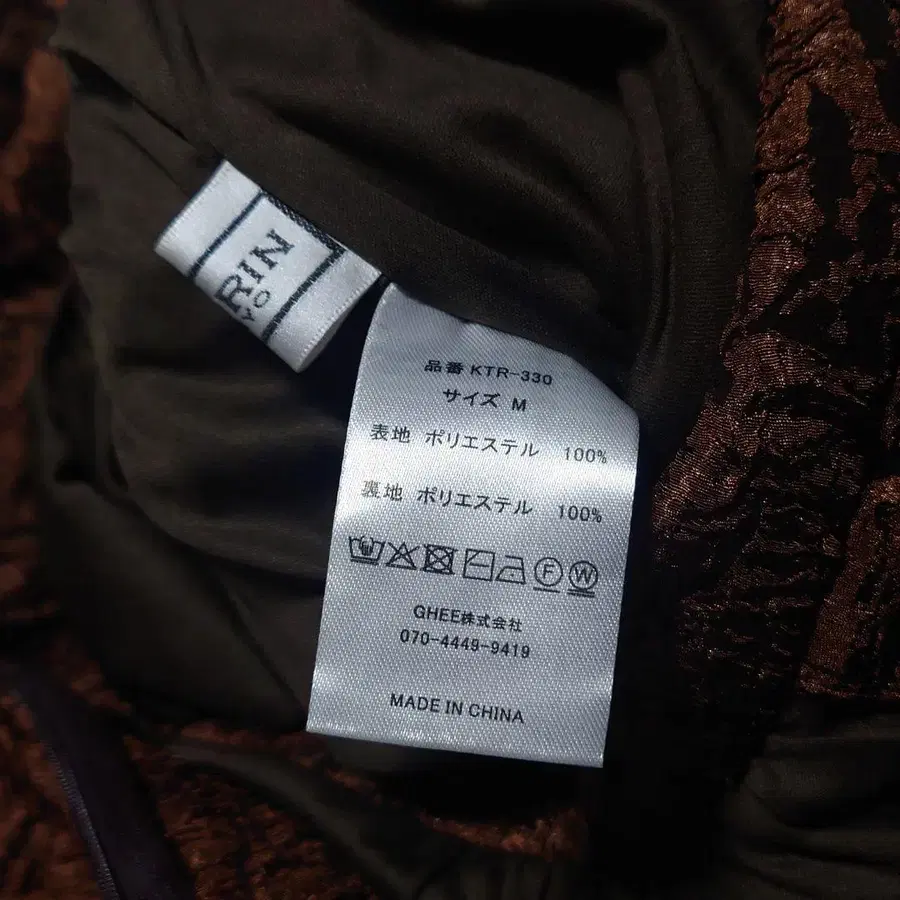 RIN
YO
品番 KTR-330
サイズ M
表地 ポリエステル 100%
裏地 ポリエステル 100%
F W
GHEE株式会社
070-4449-9419
MADE IN CHINA